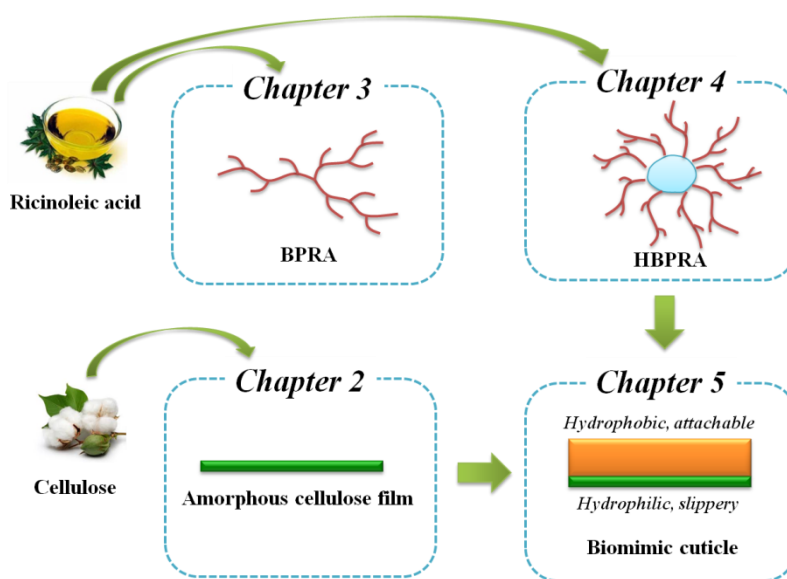 Chapter 3
Chapter 4
Ricinoleic acid
BPRA
HBPRA
Chapter 2
Chapter 5
Hydrophobic, attachable
Cellulose
Amorphous cellulose film
Hydrophilic, slippery
Biomimic cuticle